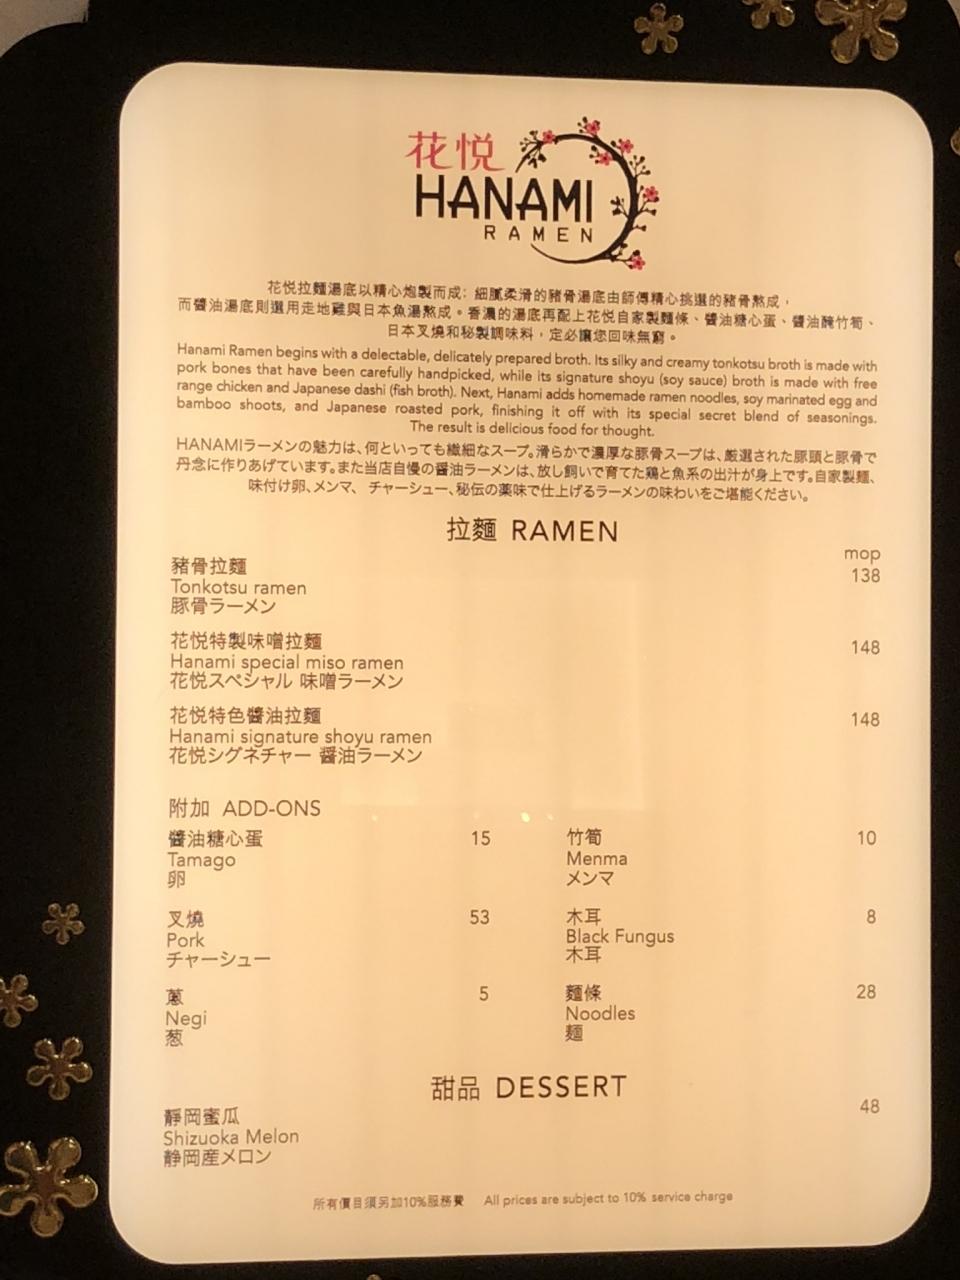 花悦
HANAMI
RAMEN
花悦拉麵湯底以精心炮製而成: 細膩柔滑的豬骨湯底由師傅精心挑選的豬骨熬成，
而醬油湯底則選用走地雞與日本魚湯熬成。香濃的湯底再配上花悦自家製麵條、醬油糖心蛋、醬油醃竹筍、
日本叉燒和秘製調味料，定必讓您回味無窮。
Hanami Ramen begins with a delectable, delicately prepared broth. Its silky and creamy tonkotsu broth is made with
pork bones that have been carefully handpicked, while its signature shoyu (soy sauce) broth is made with free
range chicken and Japanese dashi (fish broth). Next, Hanami adds homemade ramen noodles, soy marinated egg and
bamboo shoots, and Japanese roasted pork, finishing it off with its special secret blend of seasonings.
The result is delicious food for thought.
HANAMIラーメンの魅力は、何といっても繊細なスープ。滑らかで濃厚な豚骨スープは、厳選された豚頭と豚骨で
丹念に作りあげています。また当店自慢の醤油ラーメンは、放し飼いで育てた鶏と魚系の出汁が身上です。自家製麺、
味付け卵、メンマ、 チャーシュー、秘伝の薬味で仕上げるラーメンの味わいをご堪能ください。
拉麵 RAMEN
mop
豬骨拉麵 138
Tonkotsu ramen
豚骨ラーメン
花悦特製味噌拉麵 148
Hanami special miso ramen
花悦スペシャル 味噌ラーメン
花悦特色醬油拉麵 148
Hanami signature shoyu ramen
花悦シグネチャー 醤油ラーメン
附加 ADD-ONS
醬油糖心蛋 15 竹筍 10
Tamago Menma
卵 メンマ
叉燒 53 木耳 8
Pork Black Fungus
チャーシュー 木耳
蔥 5 麵條 28
Negi Noodles
葱 麺
甜品 DESSERT
靜岡蜜瓜 48
Shizuoka Melon
静岡産メロン
所有價目須另加10%服務費 All prices are subject to 10% service charge